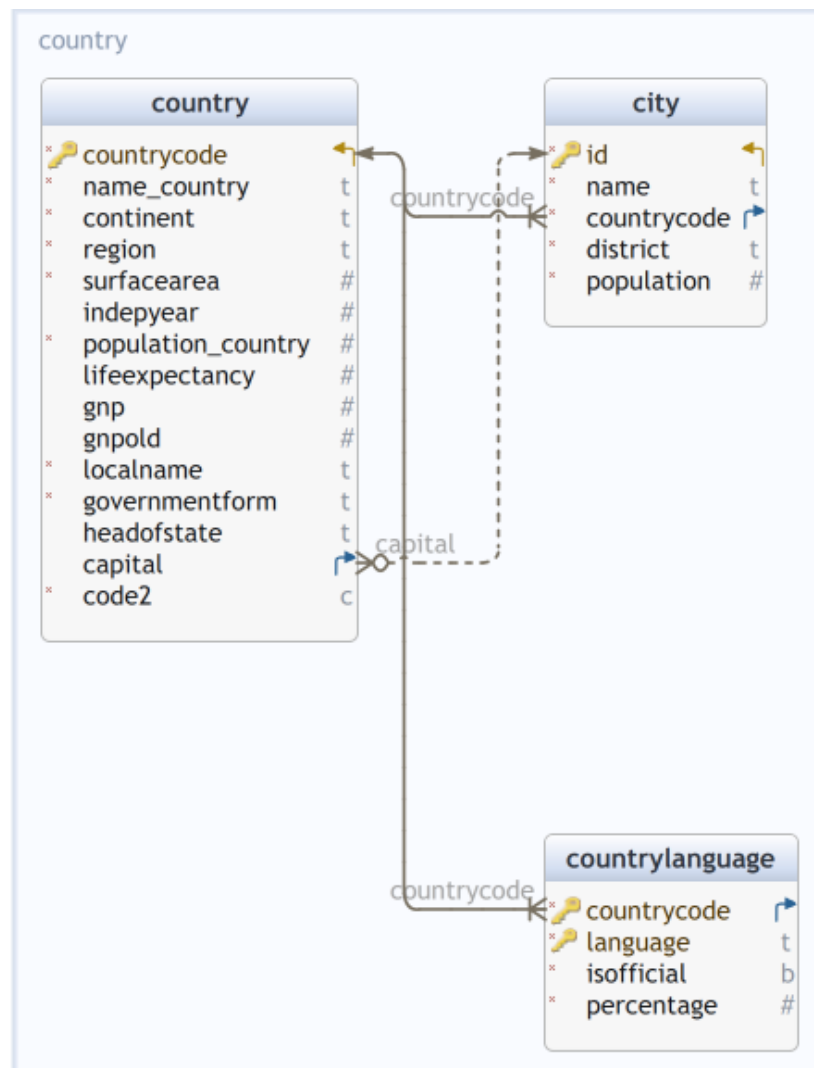 country
country
countrycode
name_country t
continent t
region t
surfacearea #
indepyear #
population_country #
lifeexpectancy #
gnp #
gnpold #
localname t
governmentform t
headofstate t
capital
code2 c
city
id
name t
countrycode
district t
population #
countrycode
capital
countrycode
countrylanguage
countrycode
language t
isofficial b
percentage #